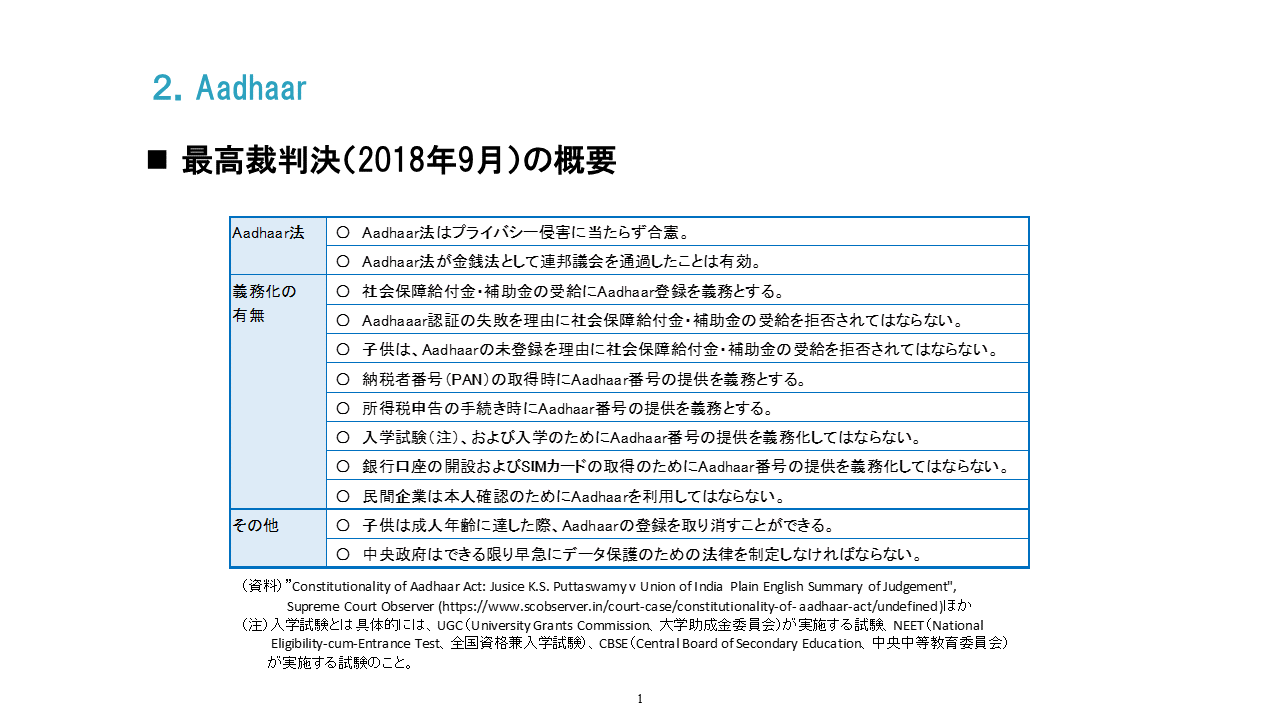 ２．Aadhaar
■ 最高裁判決（2018年9月）の概要
Aadhaar法
○ Aadhaar法はプライバシー侵害に当たらず合憲。
○ Aadhaar法が金銭法として連邦議会を通過したことは有効。
義務化の
有無
○ 社会保障給付金・補助金の受給にAadhaar登録を義務とする。
○ Aadhaaar認証の失敗を理由に社会保障給付金・補助金の受給を拒否されてはならない。
○ 子供は、Aadhaarの未登録を理由に社会保障給付金・補助金の受給を拒否されてはならない。
○ 納税者番号（PAN）の取得時にAadhaar番号の提供を義務とする。
○ 所得税申告の手続き時にAadhaar番号の提供を義務とする。
○ 入学試験（注）、および入学のためにAadhaar番号の提供を義務化してはならない。
○ 銀行口座の開設およびSIMカードの取得のためにAadhaar番号の提供を義務化してはならない。
○ 民間企業は本人確認のためにAadhaarを利用してはならない。
その他
○ 子供は成人年齢に達した際、Aadhaarの登録を取り消すことができる。
○ 中央政府はできる限り早急にデータ保護のための法律を制定しなければならない。
（資料）”Constitutionality of Aadhaar Act: Jusice K.S. Puttaswamy v Union of India Plain English Summary of Judgement",
Supreme Court Observer (https://www.scobserver.in/court-case/constitutionality-of- aadhaar-act/undefined)ほか
（注）入学試験とは具体的には、UGC（University Grants Commission、大学助成金委員会）が実施する試験、NEET（National
Eligibility-cum-Entrance Test、全国資格兼入学試験）、CBSE（Central Board of Secondary Education、中央中等教育委員会）
が実施する試験のこと。
1